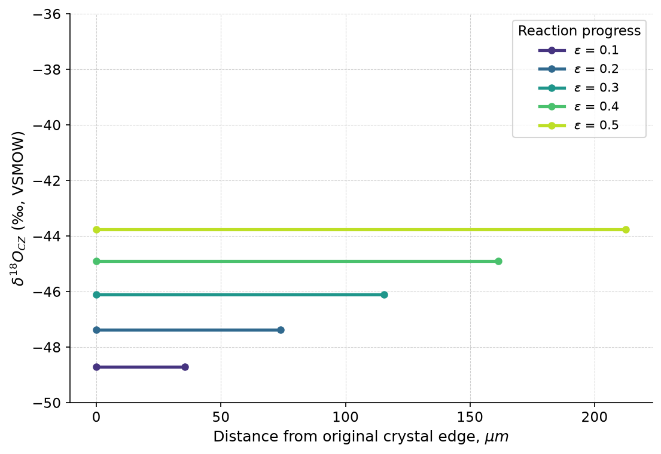 Reaction progress
ε = 0.1
ε = 0.2
ε = 0.3
ε = 0.4
ε = 0.5
−36
−38
−40
−42
−44
−46
−48
−50
δ¹⁸O_CZ (‰, VSMOW)
0 50 100 150 200
Distance from original crystal edge, μm